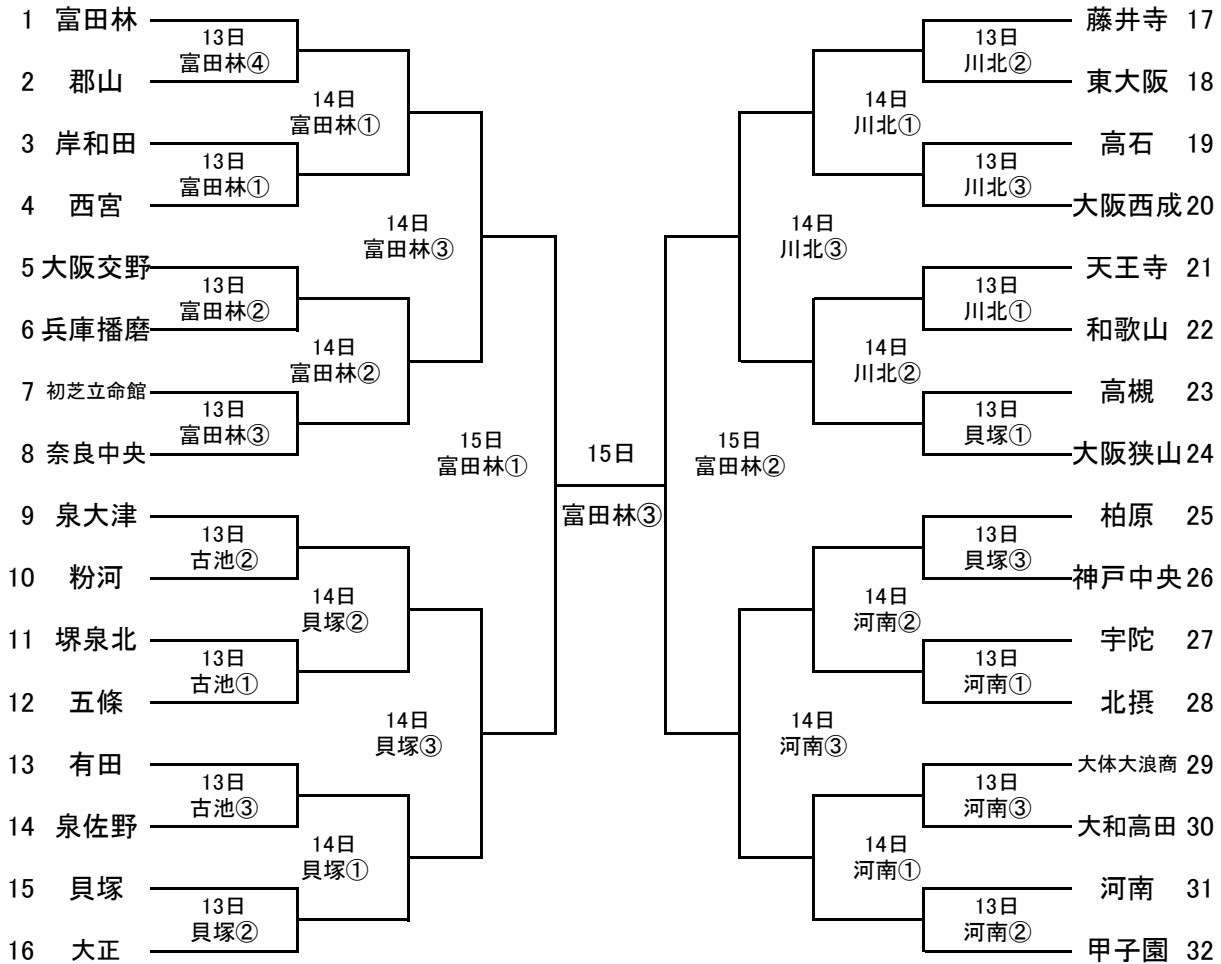 1 富田林
13日
富田林④
2 郡山
14日
富田林①
3 岸和田
13日
富田林①
4 西宮
14日
富田林③
5 大阪交野
13日
富田林②
6 兵庫播磨
14日
富田林②
7 初芝立命館
13日
富田林③
8 奈良中央
15日
富田林①
9 泉大津
13日
古池②
10 粉河
14日
貝塚②
11 堺泉北
13日
古池①
12 五條
14日
貝塚③
13 有田
13日
古池③
14 泉佐野
14日
貝塚①
15 貝塚
13日
貝塚②
16 大正
15日
富田林③
藤井寺 17
13日
川北②
東大阪 18
14日
川北①
高石 19
13日
川北③
大阪西成 20
14日
川北③
天王寺 21
13日
川北①
和歌山 22
14日
川北②
高槻 23
13日
貝塚①
大阪狭山 24
15日
富田林②
柏原 25
13日
貝塚③
神戸中央 26
14日
河南②
宇陀 27
13日
河南①
北摂 28
14日
河南③
大体大浪商 29
13日
河南③
大和高田 30
14日
河南①
河南 31
13日
河南②
甲子園 32